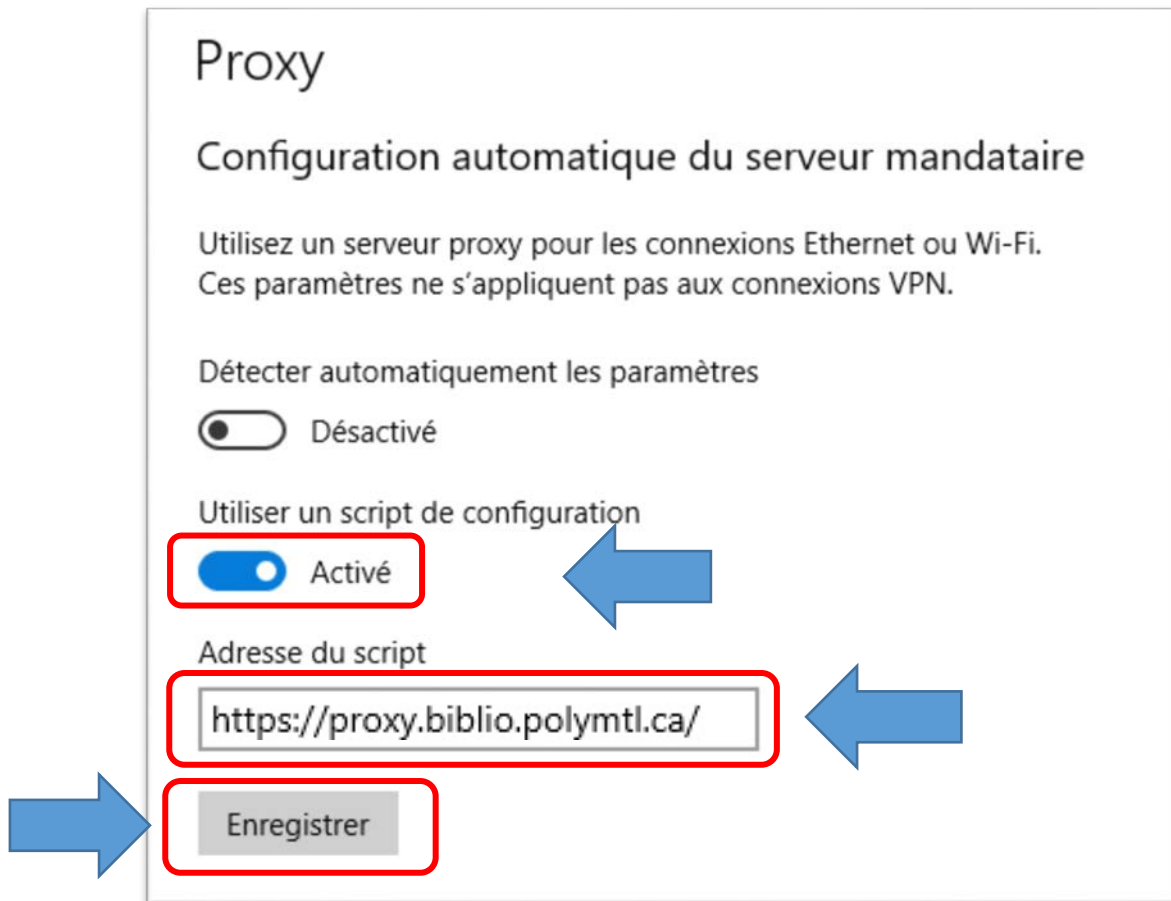 Proxy
Configuration automatique du serveur mandataire
Utilisez un serveur proxy pour les connexions Ethernet ou Wi-Fi.
Ces paramètres ne s’appliquent pas aux connexions VPN.
Détecter automatiquement les paramètres
Désactivé
Utiliser un script de configuration
Activé
Adresse du script
https://proxy.biblio.polymtl.ca/
Enregistrer